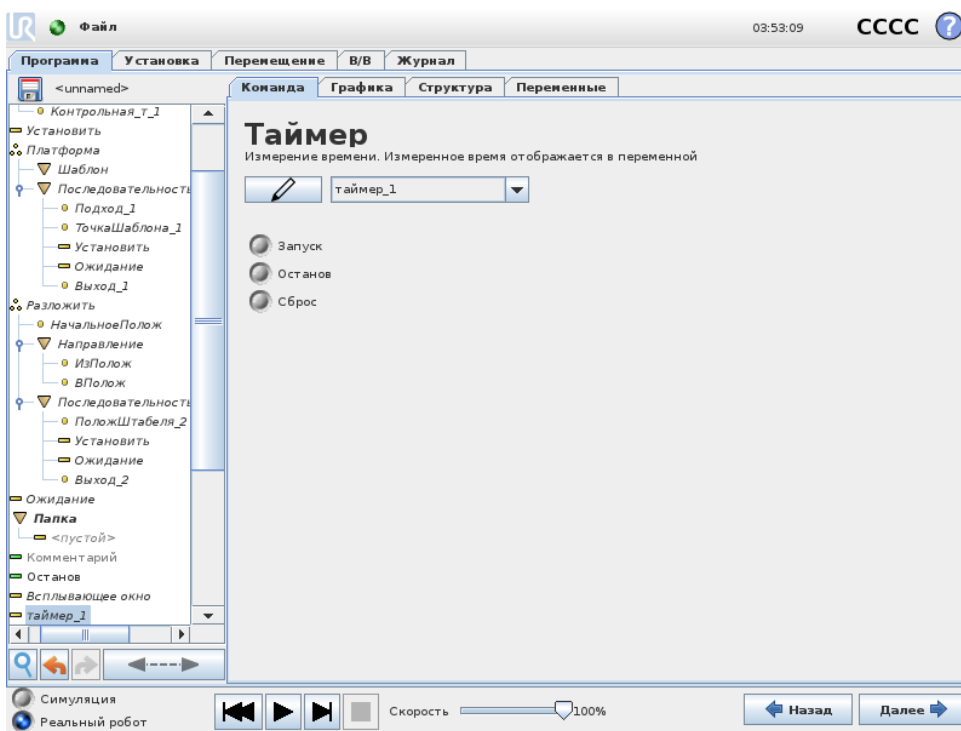 UR Файл 03:53:09 CCCC ?
Программа Установка Перемещение В/В Журнал
<unnamed>
Команда Графика Структура Переменные
Контрольная_т_1
Установить
Платформа
Шаблон
Последовательность
Подход_1
ТочкаШаблона_1
Установить
Ожидание
Выход_1
Разложить
НачальноеПолож
Направление
ИзПолож
ВПолож
Последовательность
ПоложШтабеля_2
Установить
Ожидание
Выход_2
Ожидание
Папка
<пустой>
Комментарий
Останов
Всплывающее окно
таймер_1
Таймер
Измерение времени. Измеренное время отображается в переменной
таймер_1
Запуск
Останов
Сброс
Симуляция
Реальный робот
Скорость 100%
Назад Далее